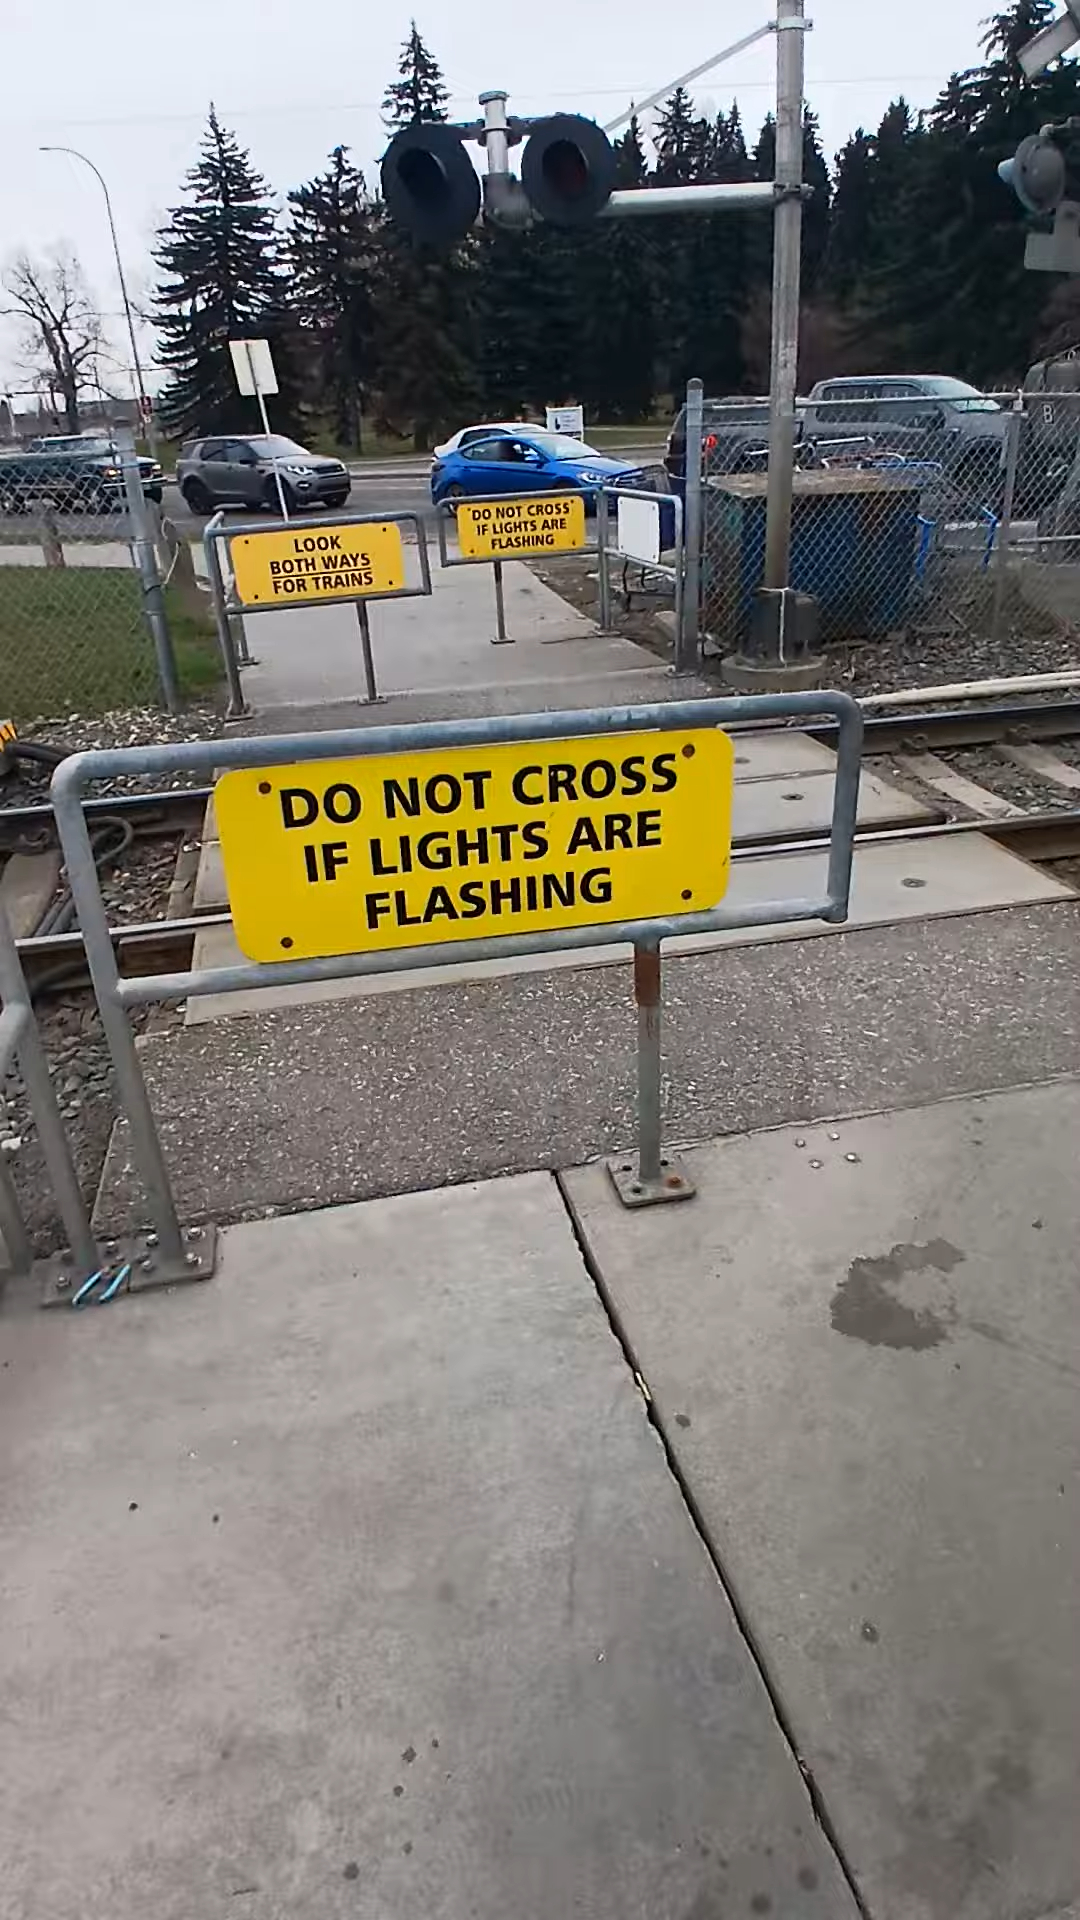 LOOK
BOTH WAYS
FOR TRAINS
DO NOT CROSS
IF LIGHTS ARE
FLASHING
B
DO NOT CROSS
IF LIGHTS ARE
FLASHING